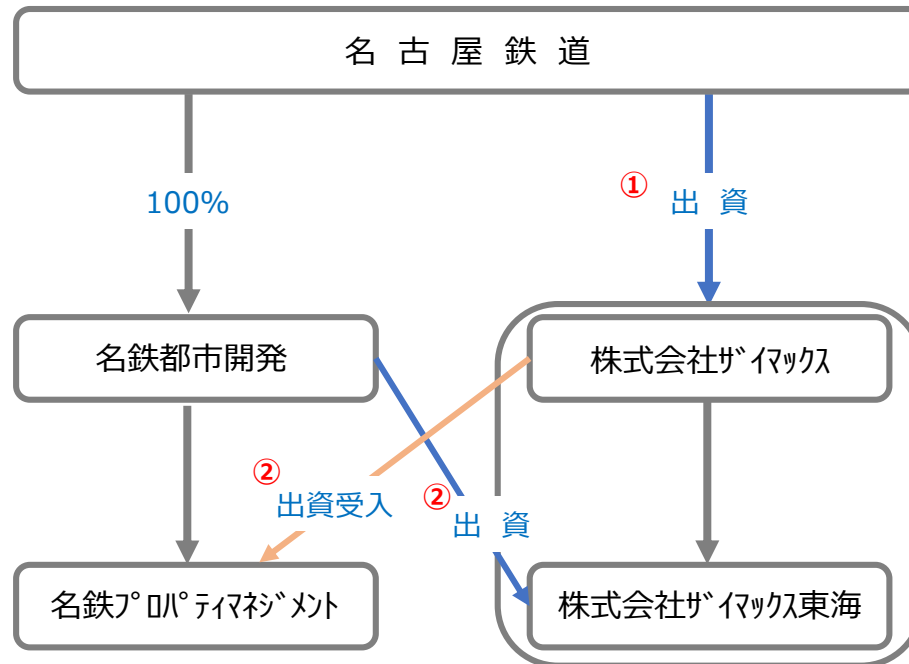 名 古 屋 鉄 道
100%
① 出 資
名鉄都市開発
株式会社ｻﾞｲﾏｯｸｽ
②
出資受入
② 出 資
名鉄ﾌﾟﾛﾊﾟﾃｨﾏﾈｼﾞﾒﾝﾄ
株式会社ｻﾞｲﾏｯｸｽ東海